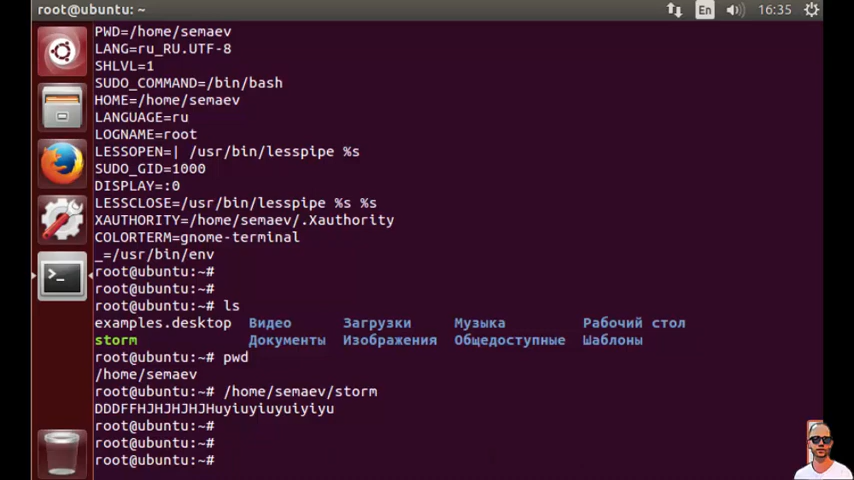 root@ubuntu: ~
En
16:35
PWD=/home/semaev
LANG=ru_RU.UTF-8
SHLVL=1
SUDO_COMMAND=/bin/bash
HOME=/home/semaev
LANGUAGE=ru
LOGNAME=root
LESSOPEN=| /usr/bin/lesspipe %s
SUDO_GID=1000
DISPLAY=:0
LESSCLOSE=/usr/bin/lesspipe %s %s
XAUTHORITY=/home/semaev/.Xauthority
COLORTERM=gnome-terminal
_=/usr/bin/env
root@ubuntu:~#
root@ubuntu:~#
root@ubuntu:~# ls
examples.desktop Видео Загрузки Музыка Рабочий стол
storm Документы Изображения Общедоступные Шаблоны
root@ubuntu:~# pwd
/home/semaev
root@ubuntu:~# /home/semaev/storm
DDDFFHJHJHJHJHuyiuyiuyuiyiyu
root@ubuntu:~#
root@ubuntu:~#
root@ubuntu:~#